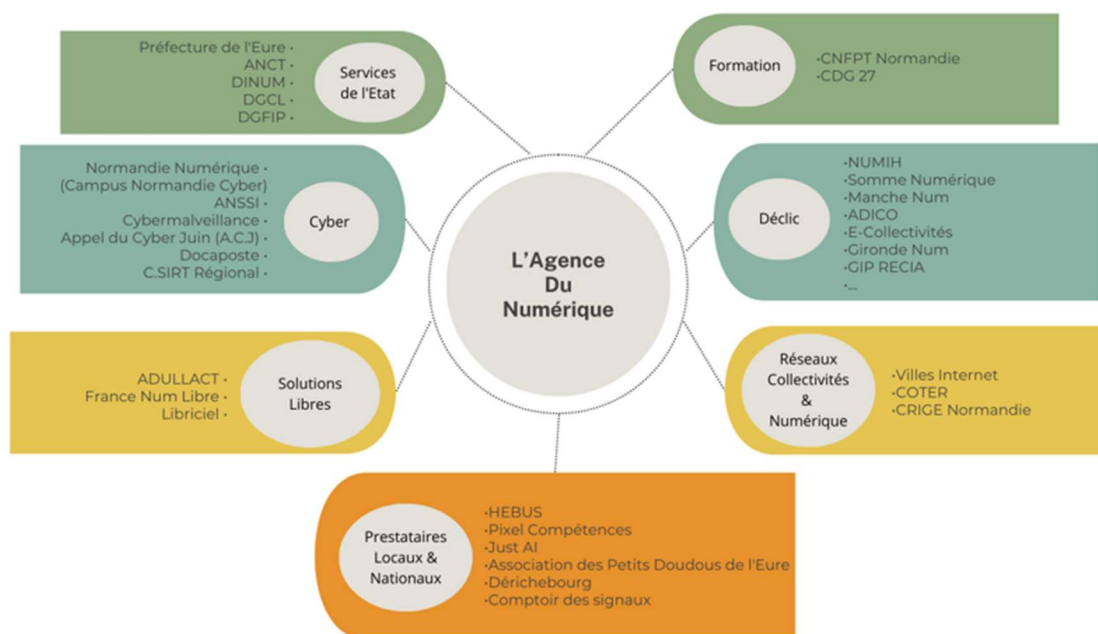 Préfecture de l'Eure •
ANCT •
DINUM •
DGCL •
DGFIP •
Services
de l'Etat
Formation
•CNFPT Normandie
•CDG 27
Normandie Numérique •
(Campus Normandie Cyber)
ANSSI •
Cybermalveillance •
Appel du Cyber Juin (A.C.J) •
Docaposte •
C.SIRT Régional •
Cyber
Déclic
•NUMIH
•Somme Numérique
•Manche Num
•ADICO
•E-Collectivités
•Gironde Num
•GIP RECIA
•...
L'Agence
Du
Numérique
ADULLACT •
France Num Libre •
Libriciel •
Solutions
Libres
Réseaux
Collectivités
&
Numérique
•Villes Internet
•COTER
•CRIGE Normandie
Prestataires
Locaux &
Nationaux
•HEBUS
•Pixel Compétences
•Just AI
•Association des Petits Doudous de l'Eure
•Dérichebourg
•Comptoir des signaux